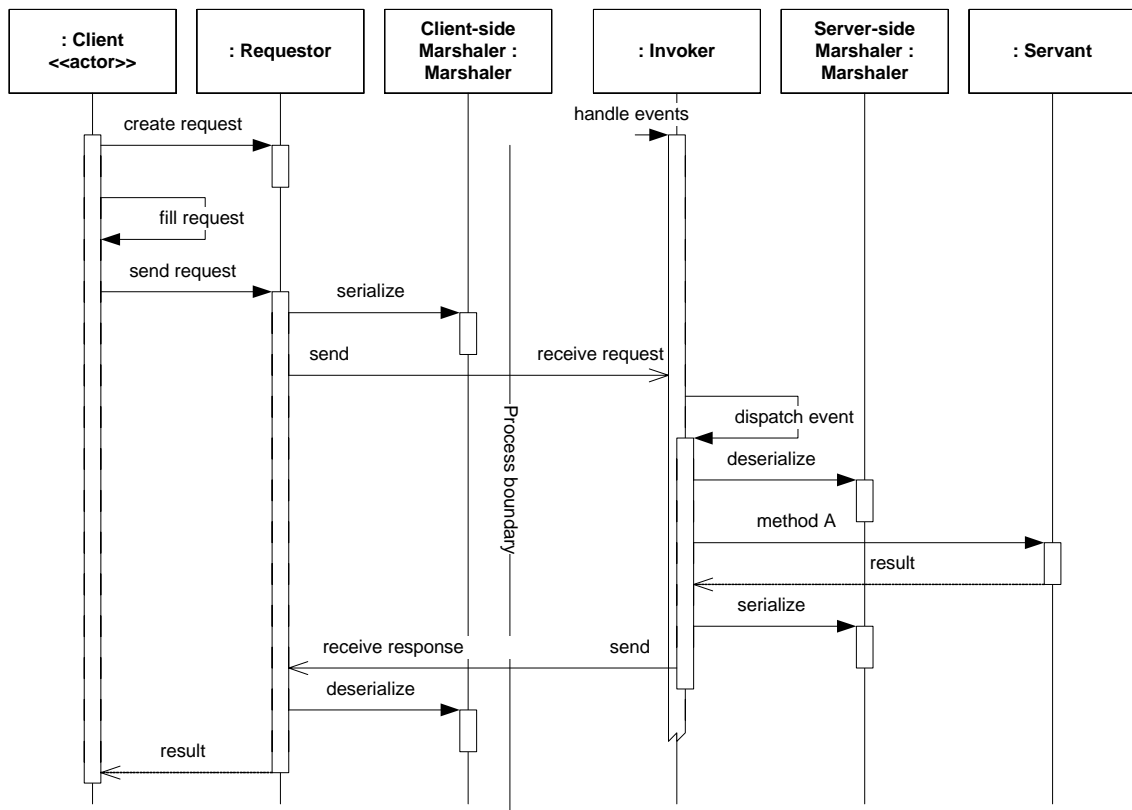 : Client
<<actor>>
: Requestor
Client-side
Marshaler :
Marshaler
: Invoker
Server-side
Marshaler :
Marshaler
: Servant
handle events
create request
fill request
send request
serialize
send
receive request
Process boundary
dispatch event
deserialize
method A
result
serialize
receive response
send
deserialize
result